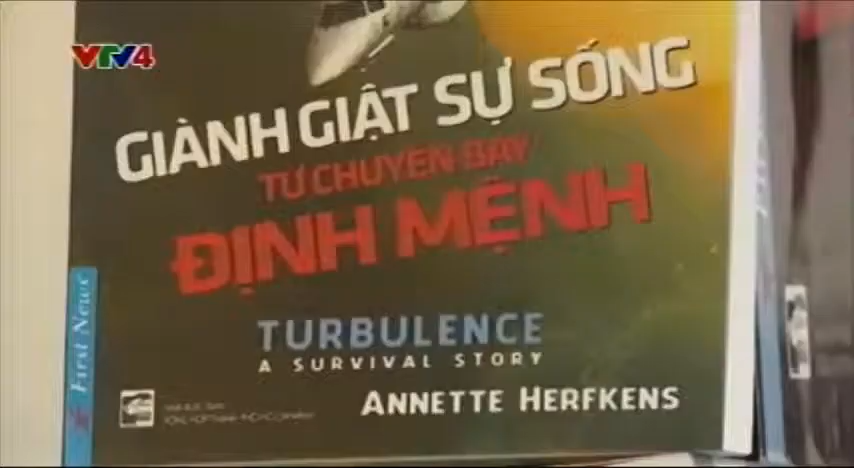 VTV4
GIÀNH GIẬT SỰ SỐNG
TỪ CHUYẾN BAY
ĐỊNH MỆNH
TURBULENCE
A SURVIVAL STORY
ANNETTE HERFKENS
First News